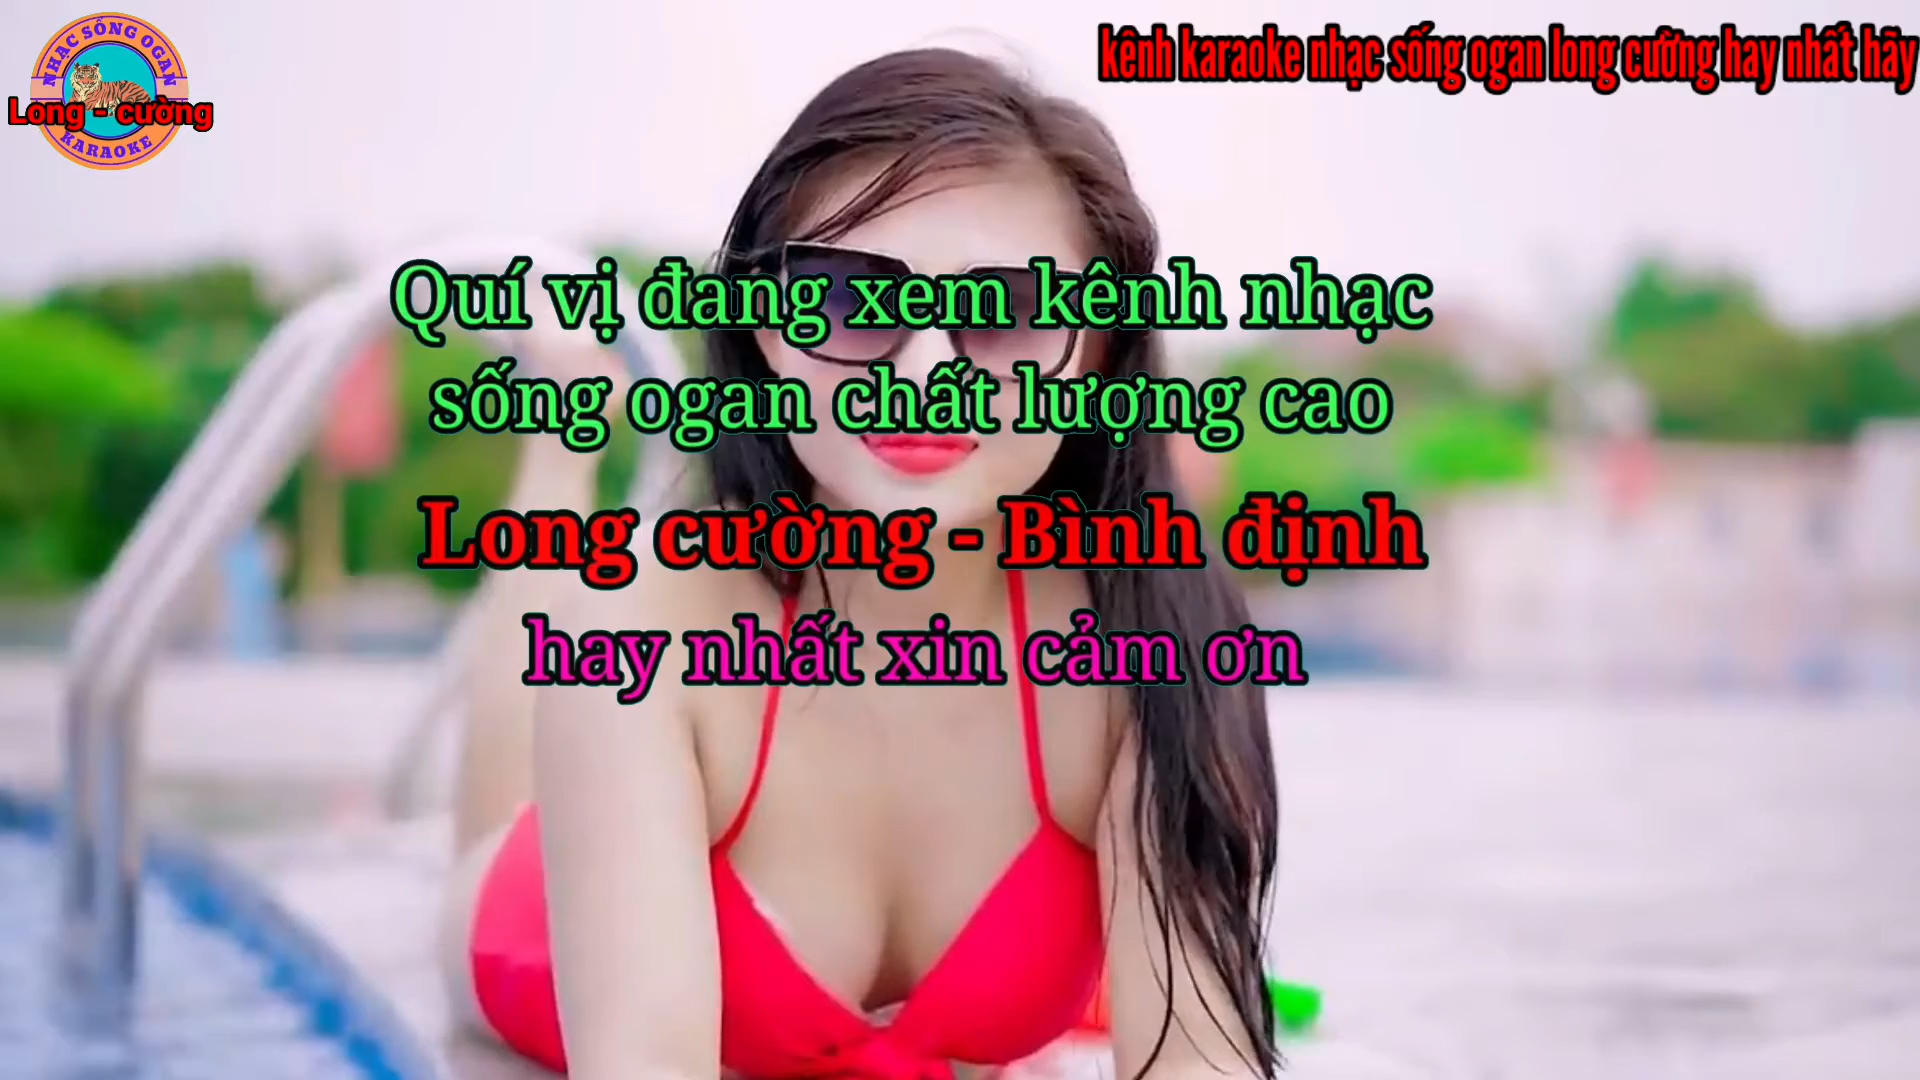 NHẠC SỐNG OGAN
Long - cường
KARAOKE
kênh karaoke nhạc sống ogan long cường hay nhất hãy
Quí vị đang xem kênh nhạc
sống ogan chất lượng cao
Long cường - Bình định
hay nhất xin cảm ơn